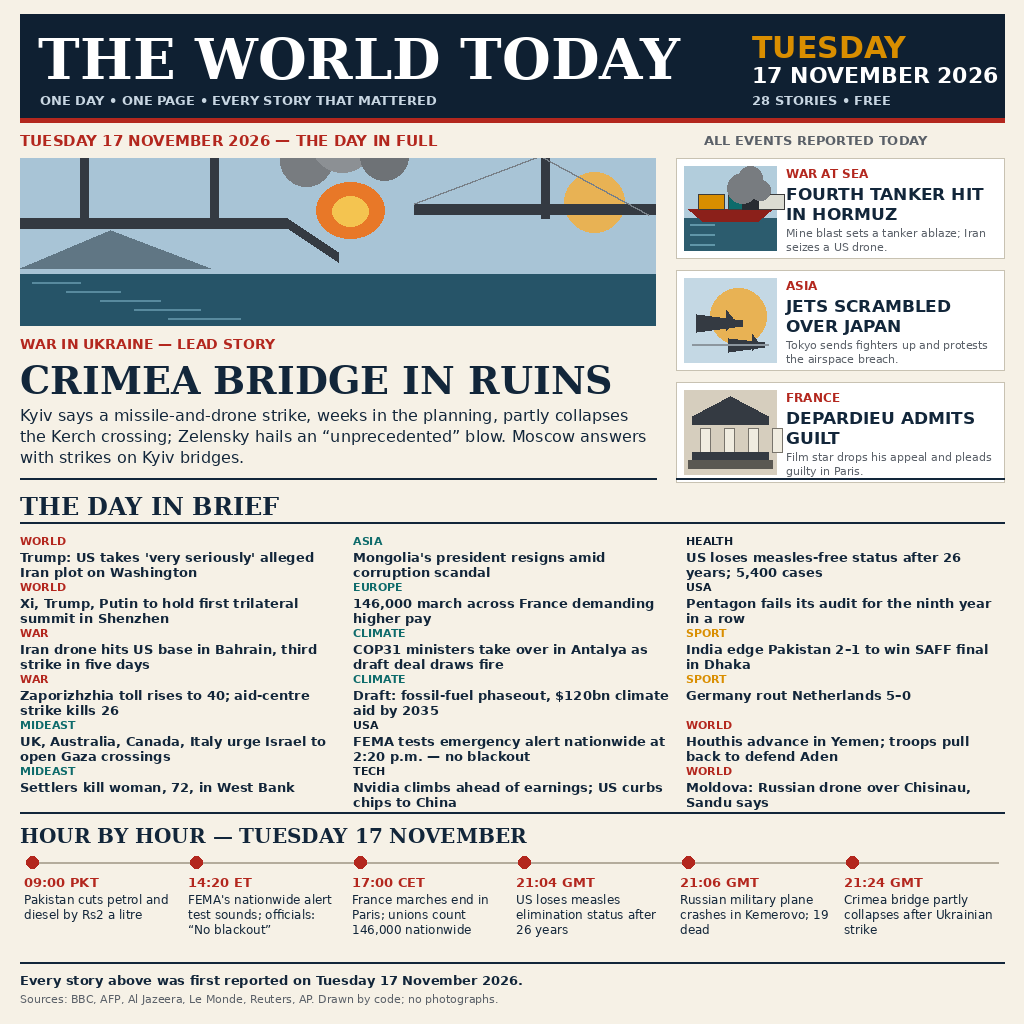 THE WORLD TODAY
ONE DAY • ONE PAGE • EVERY STORY THAT MATTERED
TUESDAY
17 NOVEMBER 2026
28 STORIES • FREE
TUESDAY 17 NOVEMBER 2026 — THE DAY IN FULL
ALL EVENTS REPORTED TODAY
WAR IN UKRAINE — LEAD STORY
CRIMEA BRIDGE IN RUINS
Kyiv says a missile-and-drone strike, weeks in the planning, partly collapses
the Kerch crossing; Zelensky hails an “unprecedented” blow. Moscow answers
with strikes on Kyiv bridges.
WAR AT SEA
FOURTH TANKER HIT
IN HORMUZ
Mine blast sets a tanker ablaze; Iran
seizes a US drone.
ASIA
JETS SCRAMBLED
OVER JAPAN
Tokyo sends fighters up and protests
the airspace breach.
FRANCE
DEPARDIEU ADMITS
GUILT
Film star drops his appeal and pleads
guilty in Paris.
THE DAY IN BRIEF
WORLD
Trump: US takes 'very seriously' alleged
Iran plot on Washington
WORLD
Xi, Trump, Putin to hold first trilateral
summit in Shenzhen
WAR
Iran drone hits US base in Bahrain, third
strike in five days
WAR
Zaporizhzhia toll rises to 40; aid-centre
strike kills 26
MIDEAST
UK, Australia, Canada, Italy urge Israel to
open Gaza crossings
MIDEAST
Settlers kill woman, 72, in West Bank
ASIA
Mongolia's president resigns amid
corruption scandal
EUROPE
146,000 march across France demanding
higher pay
CLIMATE
COP31 ministers take over in Antalya as
draft deal draws fire
CLIMATE
Draft: fossil-fuel phaseout, $120bn climate
aid by 2035
USA
FEMA tests emergency alert nationwide at
2:20 p.m. — no blackout
TECH
Nvidia climbs ahead of earnings; US curbs
chips to China
HEALTH
US loses measles-free status after 26
years; 5,400 cases
USA
Pentagon fails its audit for the ninth year
in a row
SPORT
India edge Pakistan 2–1 to win SAFF final
in Dhaka
SPORT
Germany rout Netherlands 5–0
WORLD
Houthis advance in Yemen; troops pull
back to defend Aden
WORLD
Moldova: Russian drone over Chisinau,
Sandu says
HOUR BY HOUR — TUESDAY 17 NOVEMBER
09:00 PKT
Pakistan cuts petrol and
diesel by Rs2 a litre
14:20 ET
FEMA's nationwide alert
test sounds; officials:
“No blackout”
17:00 CET
France marches end in
Paris; unions count
146,000 nationwide
21:04 GMT
US loses measles
elimination status after
26 years
21:06 GMT
Russian military plane
crashes in Kemerovo; 19
dead
21:24 GMT
Crimea bridge partly
collapses after Ukrainian
strike
Every story above was first reported on Tuesday 17 November 2026.
Sources: BBC, AFP, Al Jazeera, Le Monde, Reuters, AP. Drawn by code; no photographs.